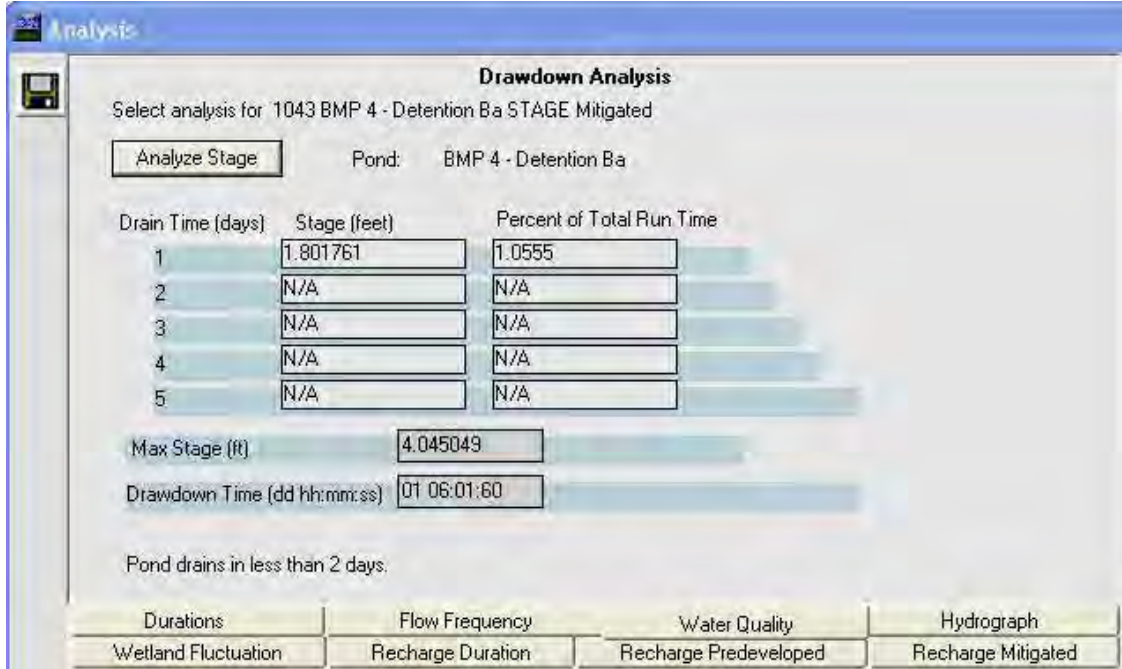 Analysis
Drawdown Analysis
Select analysis for 1043 BMP 4 - Detention Ba STAGE Mitigated
Analyze Stage Pond: BMP 4 - Detention Ba
Drain Time (days) Stage (feet) Percent of Total Run Time
1 1.801761 1.0555
2 N/A N/A
3 N/A N/A
4 N/A N/A
5 N/A N/A
Max Stage (ft) 4.045049
Drawdown Time (dd hh:mm:ss) 01 06:01:60
Pond drains in less than 2 days.
Durations Flow Frequency Water Quality Hydrograph
Wetland Fluctuation Recharge Duration Recharge Predeveloped Recharge Mitigated